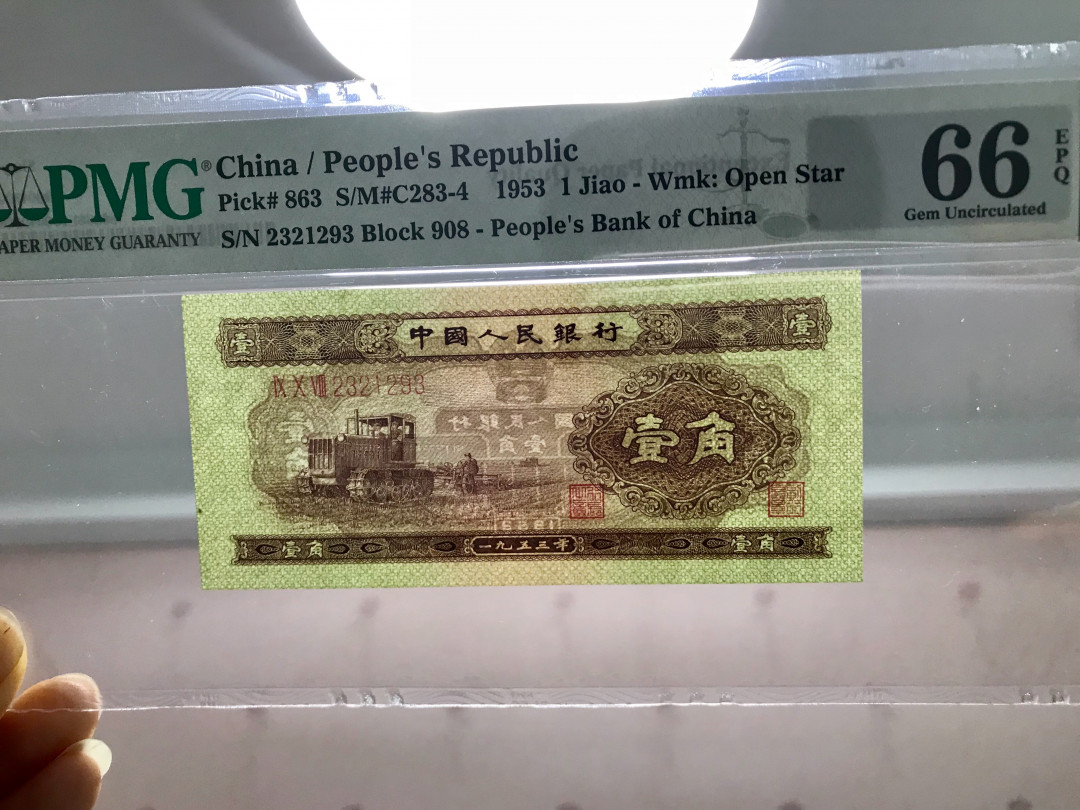 PMG®
PAPER MONEY GUARANTY
China / People's Republic
Pick# 863 S/M#C283-4 1953 1 Jiao - Wmk: Open Star
S/N 2321293 Block 908 - People's Bank of China
66
EPQ
Gem Uncirculated
壹 中國人民銀行 壹
ⅨⅩⅧ 2321293
壹角
壹角 一九五三年 壹角